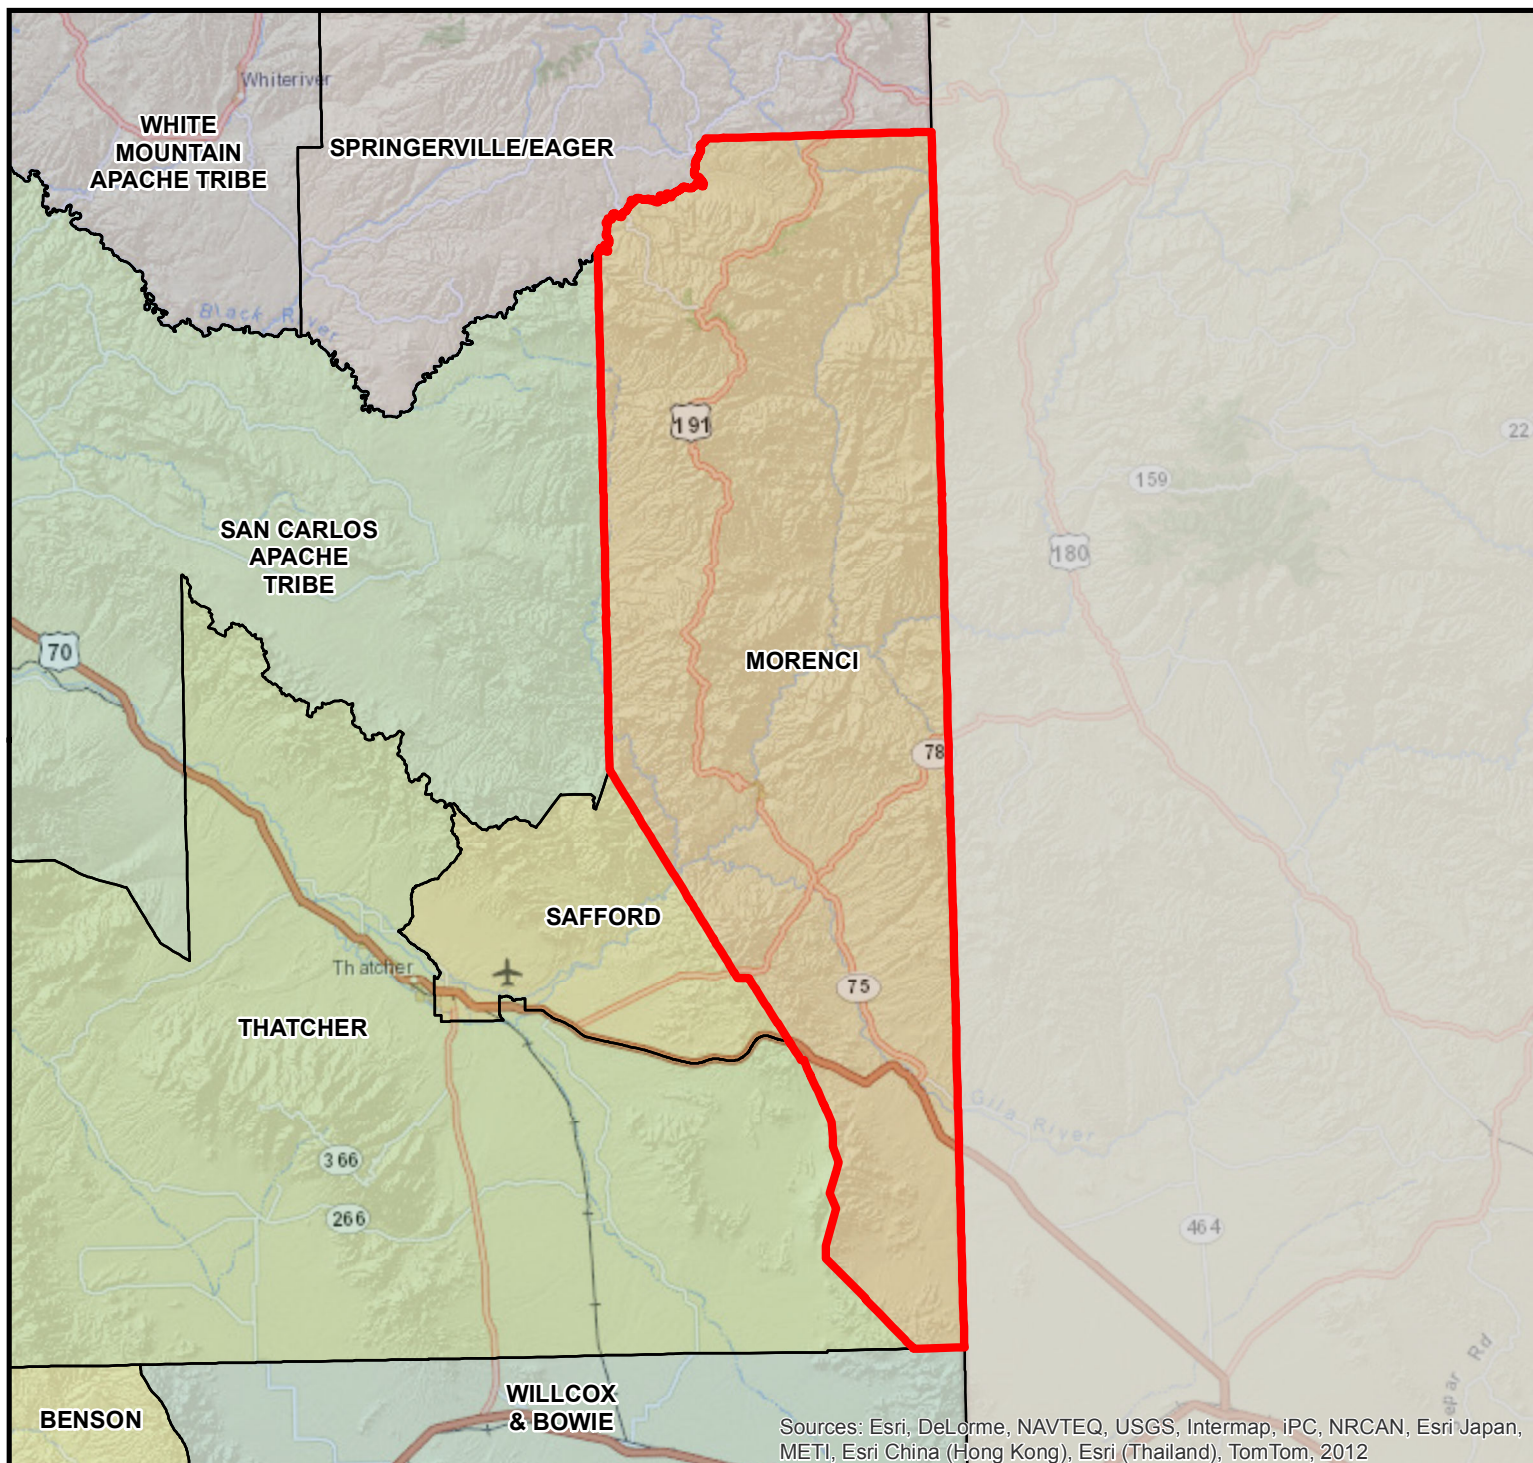 Whiteriver
WHITE
MOUNTAIN
APACHE TRIBE
SPRINGERVILLE/EAGER
Black River
191
22
159
SAN CARLOS
APACHE
TRIBE
180
70
MORENCI
78
SAFFORD
Thatcher
75
THATCHER
Gila River
366
266
464
epar Rd
WILLCOX
& BOWIE
BENSON
Sources: Esri, DeLorme, NAVTEQ, USGS, Intermap, iPC, NRCAN, Esri Japan,
METI, Esri China (Hong Kong), Esri (Thailand), TomTom, 2012